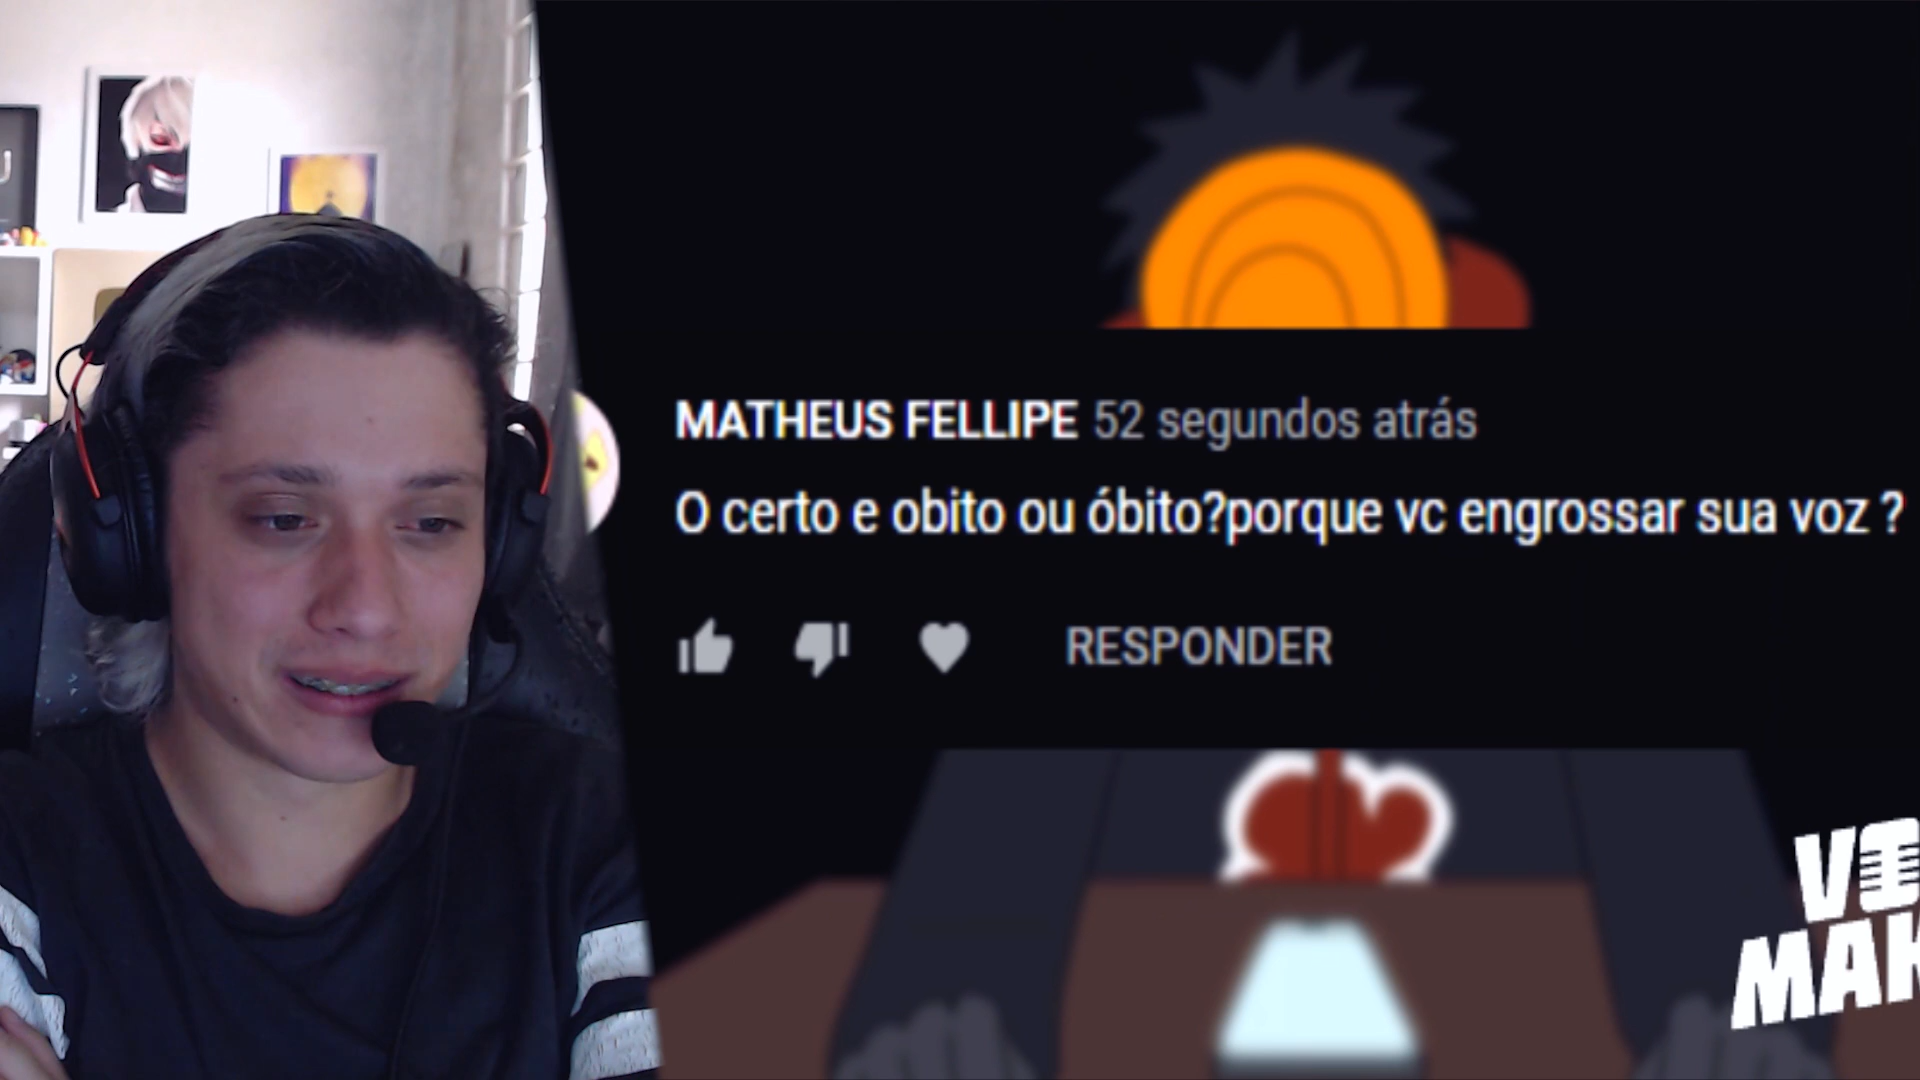 MATHEUS FELLIPE 52 segundos atrás
O certo e obito ou óbito?porque vc engrossar sua voz ?
RESPONDER